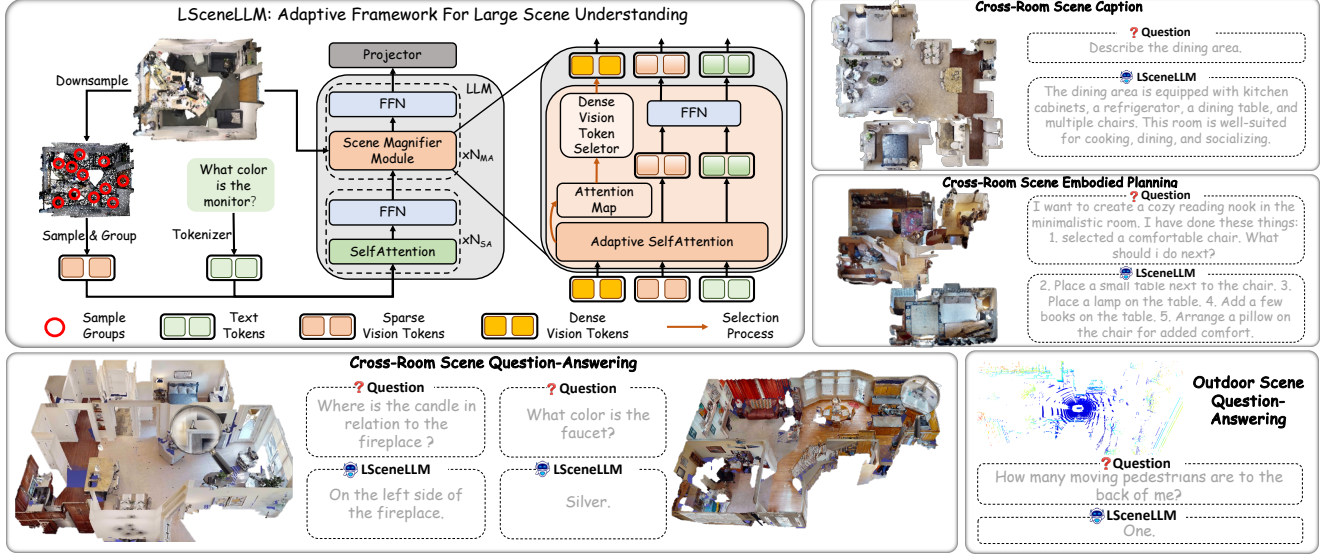 LSceneLLM: Adaptive Framework For Large Scene Understanding
Downsample
Sample & Group
What color
is the
monitor?
Tokenizer
Projector
LLM
FFN
Scene Magnifier
Module
xN_MA
FFN
SelfAttention
xN_SA
Dense
Vision
Token
Seletor
FFN
Attention
Map
Adaptive SelfAttention
Sample
Groups
Text
Tokens
Sparse
Vision Tokens
Dense
Vision Tokens
Selection
Process
Cross-Room Scene Caption
? Question
Describe the dining area.
LSceneLLM
The dining area is equipped with kitchen
cabinets, a refrigerator, a dining table, and
multiple chairs. This room is well-suited
for cooking, dining, and socializing.
Cross-Room Scene Embodied Planning
? Question
I want to create a cozy reading nook in the
minimalistic room. I have done these things:
1. selected a comfortable chair. What
should i do next?
LSceneLLM
2. Place a small table next to the chair. 3.
Place a lamp on the table. 4. Add a few
books on the table. 5. Arrange a pillow on
the chair for added comfort.
Cross-Room Scene Question-Answering
? Question
Where is the candle in
relation to the
fireplace ?
LSceneLLM
On the left side of
the fireplace.
? Question
What color is the
faucet?
LSceneLLM
Silver.
Outdoor Scene
Question-
Answering
? Question
How many moving pedestrians are to the
back of me?
LSceneLLM
One.